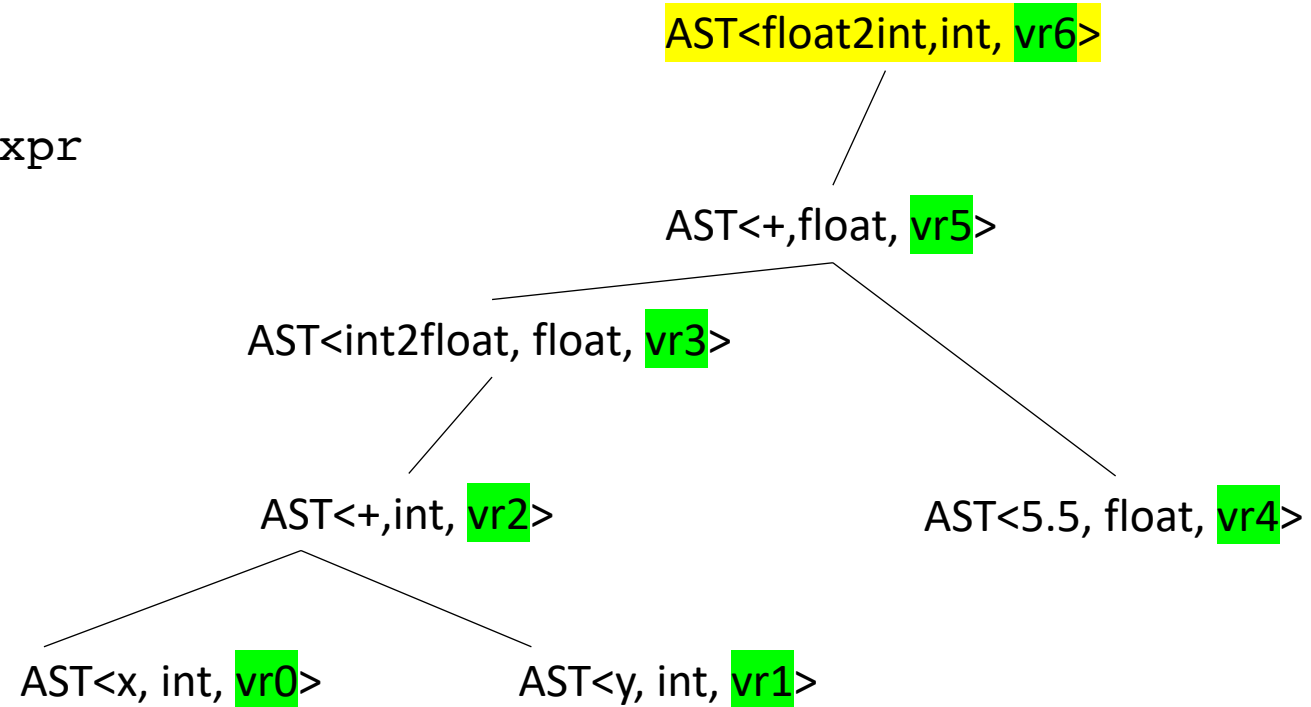 AST<float2int,int, vr6>
xpr
AST<+,float, vr5>
AST<int2float, float, vr3>
AST<+,int, vr2>
AST<5.5, float, vr4>
AST<x, int, vr0>
AST<y, int, vr1>